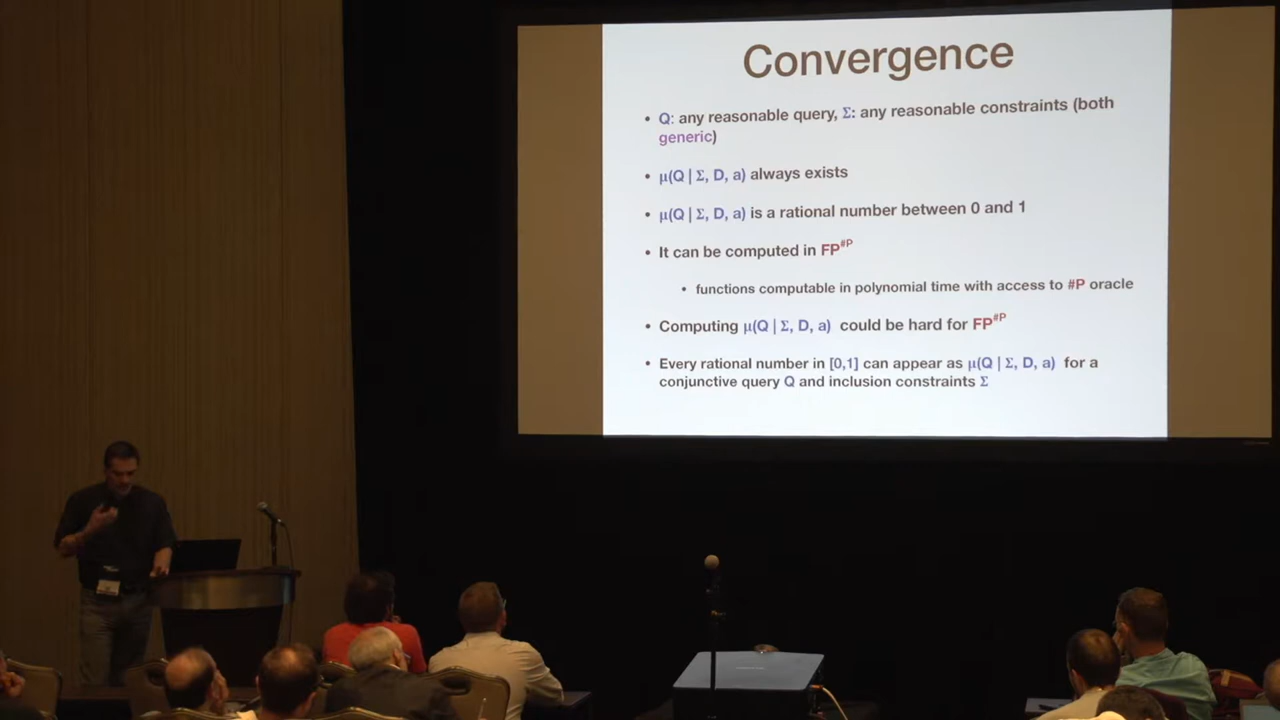 Convergence
• Q: any reasonable query, Σ: any reasonable constraints (both
generic)
• μ(Q | Σ, D, a) always exists
• μ(Q | Σ, D, a) is a rational number between 0 and 1
• It can be computed in FP^#P
• functions computable in polynomial time with access to #P oracle
• Computing μ(Q | Σ, D, a) could be hard for FP^#P
• Every rational number in [0,1] can appear as μ(Q | Σ, D, a) for a
conjunctive query Q and inclusion constraints Σ